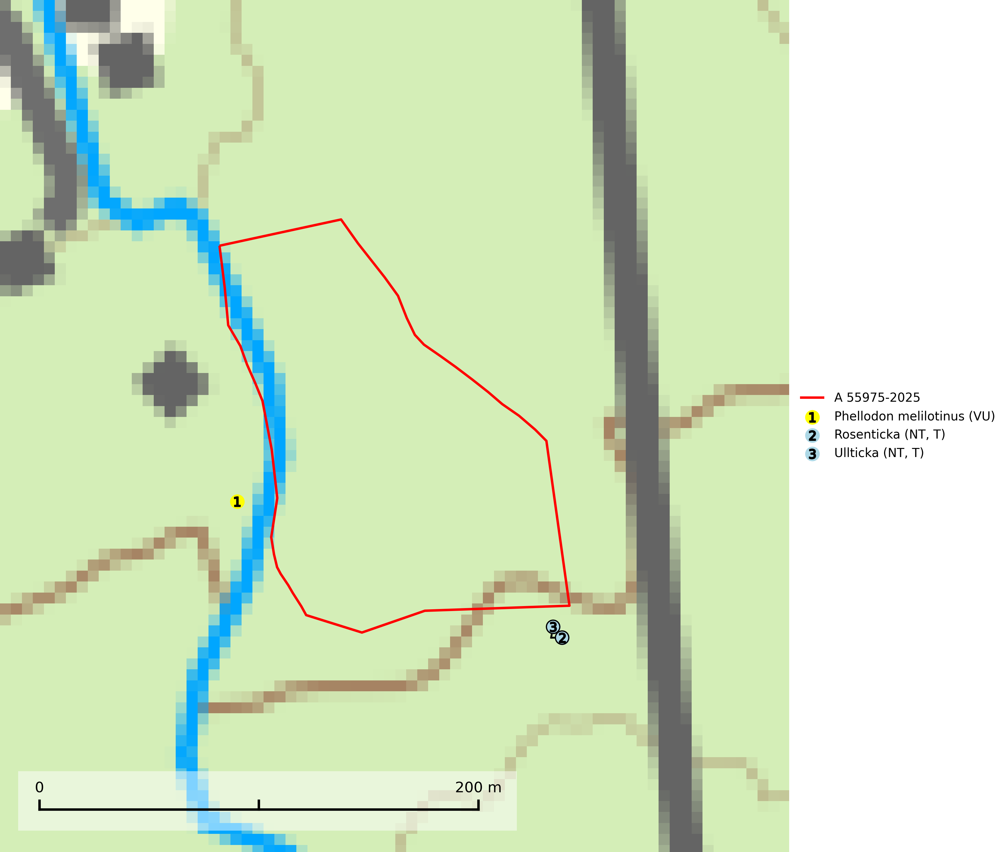 A 55975-2025
1 Phellodon melilotinus (VU)
2 Rosenticka (NT, T)
3 Ullticka (NT, T)
1
3
2
0 200 m